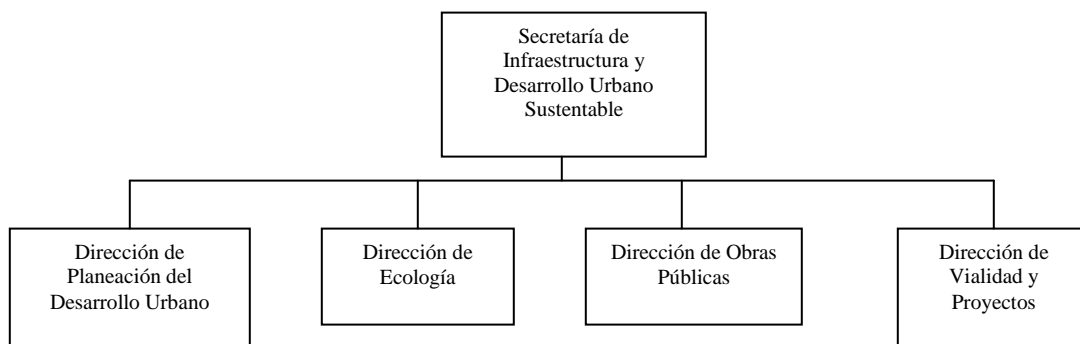 Secretaría de
Infraestructura y
Desarrollo Urbano
Sustentable
Dirección de
Planeación del
Desarrollo Urbano
Dirección de
Ecología
Dirección de Obras
Públicas
Dirección de
Vialidad y
Proyectos